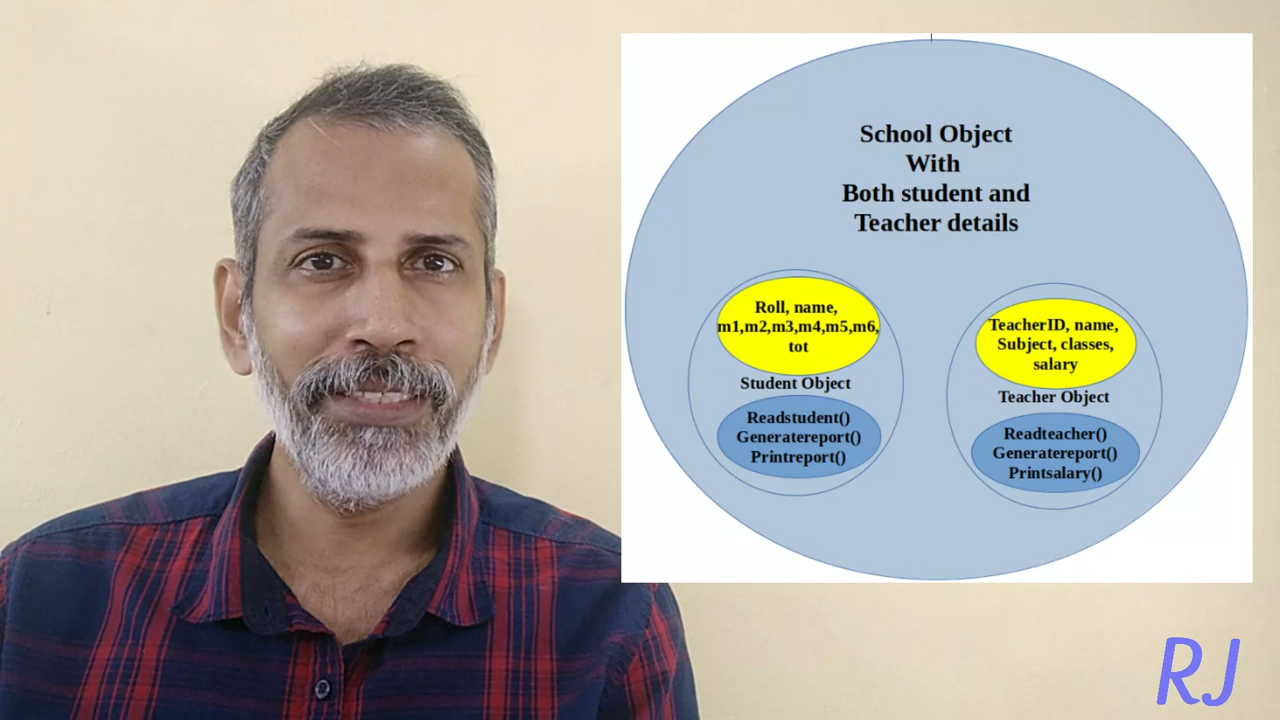 School Object
With
Both student and
Teacher details
Roll, name,
m1,m2,m3,m4,m5,m6,
tot
Student Object
Readstudent()
Generatereport()
Printreport()
TeacherID, name,
Subject, classes,
salary
Teacher Object
Readteacher()
Generatereport()
Printsalary()
RJ